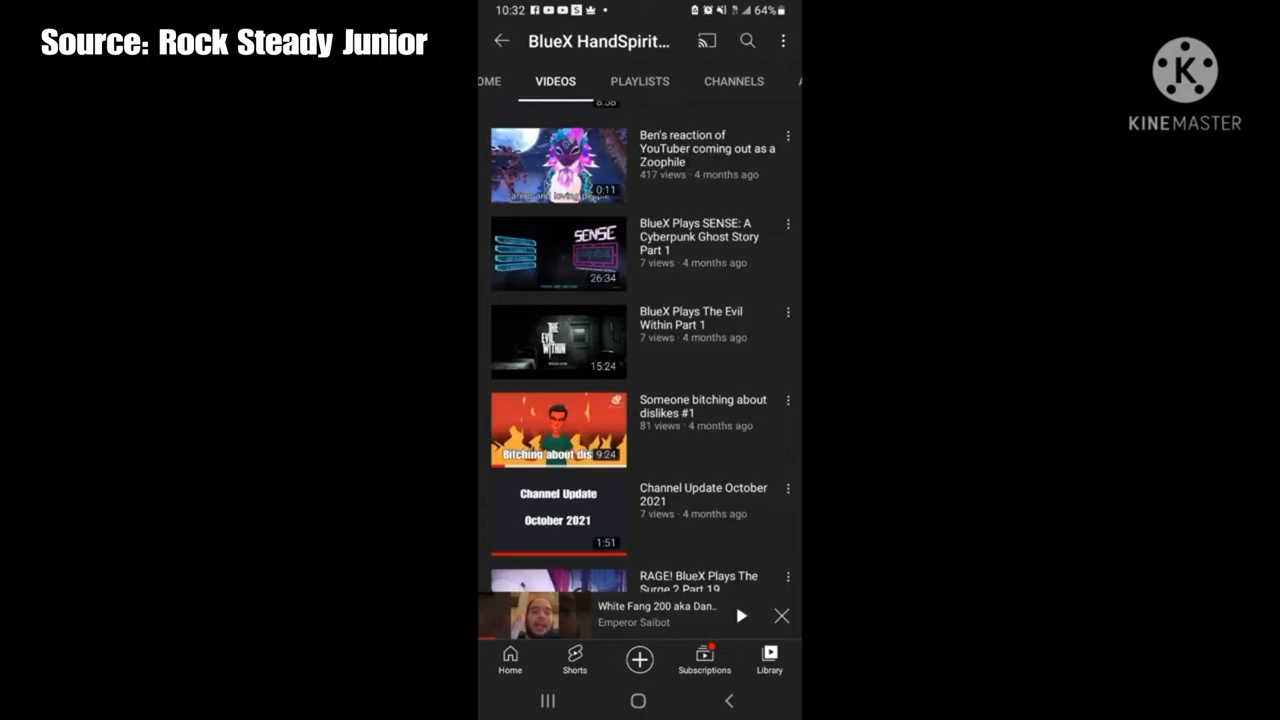 Source: Rock Steady Junior
10:32
64%
BlueX HandSpirit...
KINEMASTER
OME
VIDEOS
PLAYLISTS
CHANNELS
Ben's reaction of
YouTuber coming out as a
Zoophile
417 views · 4 months ago
0:11
BlueX Plays SENSE: A
Cyberpunk Ghost Story
Part 1
7 views · 4 months ago
SENSE
26:34
BlueX Plays The Evil
Within Part 1
7 views · 4 months ago
THE
EVIL
WITHIN
15:24
Someone bitching about
dislikes #1
81 views · 4 months ago
Bitching about dis
9:24
Channel Update October
2021
7 views · 4 months ago
Channel Update
October 2021
1:51
RAGE! BlueX Plays The
Surge 2 Part 19
White Fang 200 aka Dan..
Emperor Saibot
Home
Shorts
Subscriptions
Library